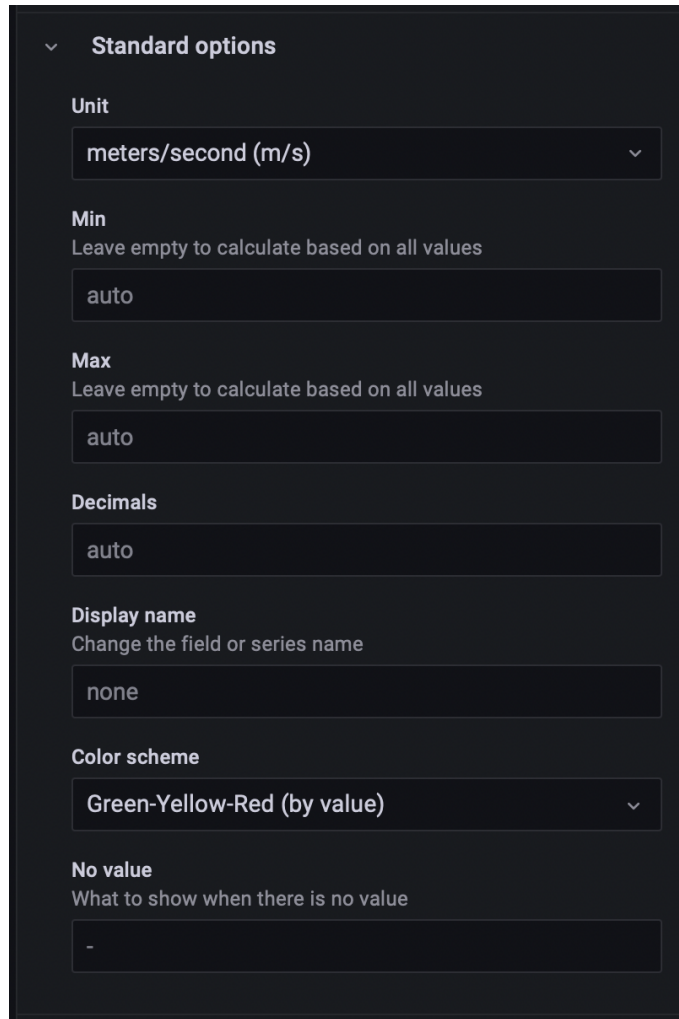 Standard options
Unit
meters/second (m/s)
Min
Leave empty to calculate based on all values
auto
Max
Leave empty to calculate based on all values
auto
Decimals
auto
Display name
Change the field or series name
none
Color scheme
Green-Yellow-Red (by value)
No value
What to show when there is no value
-